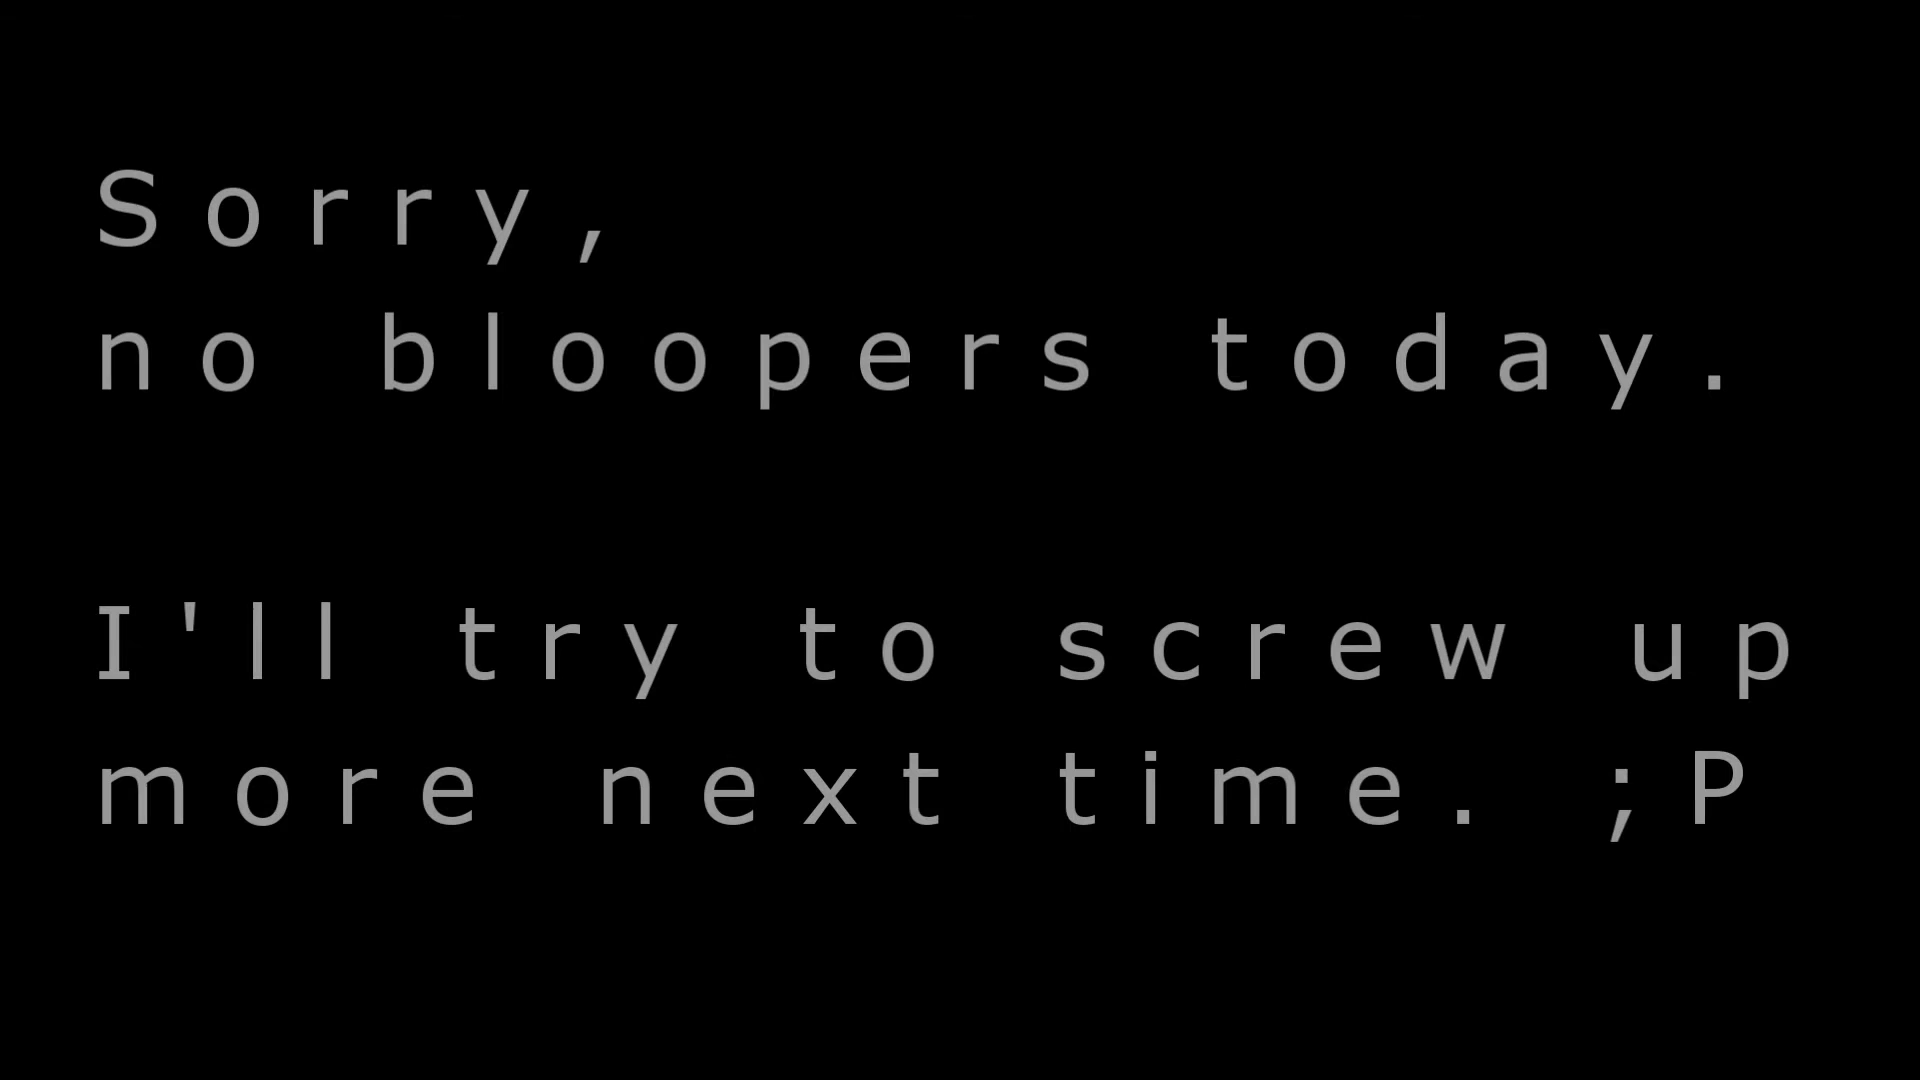 Sorry,
no bloopers today.
I'll try to screw up
more next time. ;P